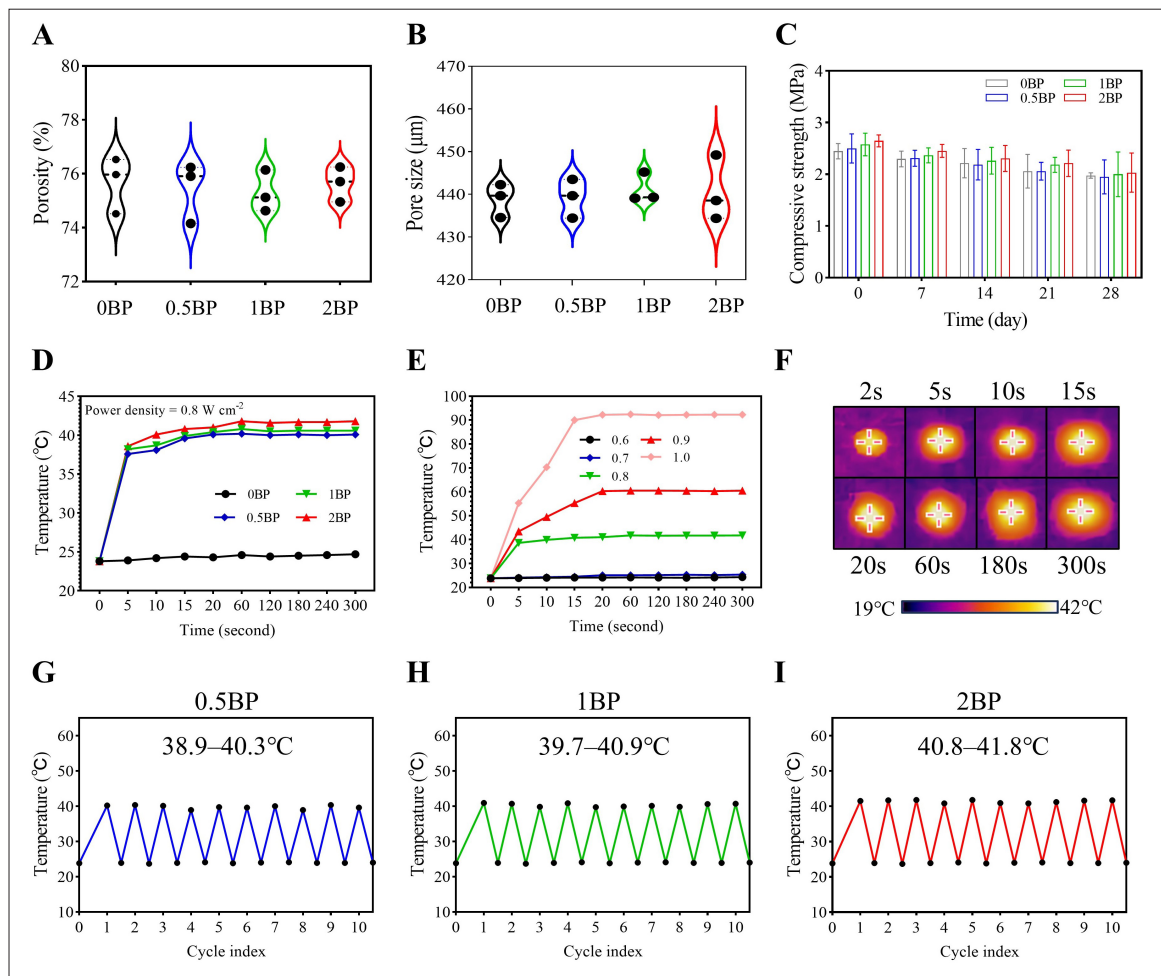 A
B
C
80
78
76
74
72
Porosity (%)
0BP
0.5BP
1BP
2BP
470
460
450
440
430
420
Pore size (μm)
0BP
0.5BP
1BP
2BP
4
3
2
1
0
Compressive strength (MPa)
0BP
1BP
0.5BP
2BP
0
7
14
21
28
Time (day)
D
E
F
45
40
35
30
25
20
Temperature (℃)
Power density = 0.8 W cm-2
0BP
1BP
0.5BP
2BP
0
5
10
15
20
60
120
180
240
300
Time (second)
100
90
80
70
60
50
40
30
20
Temperature (℃)
0.6
0.9
0.7
1.0
0.8
0
5
10
15
20
60
120
180
240
300
Time (second)
2s
5s
10s
15s
20s
60s
180s
300s
19℃
42℃
G
H
I
0.5BP
38.9–40.3℃
60
50
40
30
20
10
Temperature (℃)
0
1
2
3
4
5
6
7
8
9
10
Cycle index
1BP
39.7–40.9℃
60
50
40
30
20
10
Temperature (℃)
0
1
2
3
4
5
6
7
8
9
10
Cycle index
2BP
40.8–41.8℃
60
50
40
30
20
10
Temperature (℃)
0
1
2
3
4
5
6
7
8
9
10
Cycle index